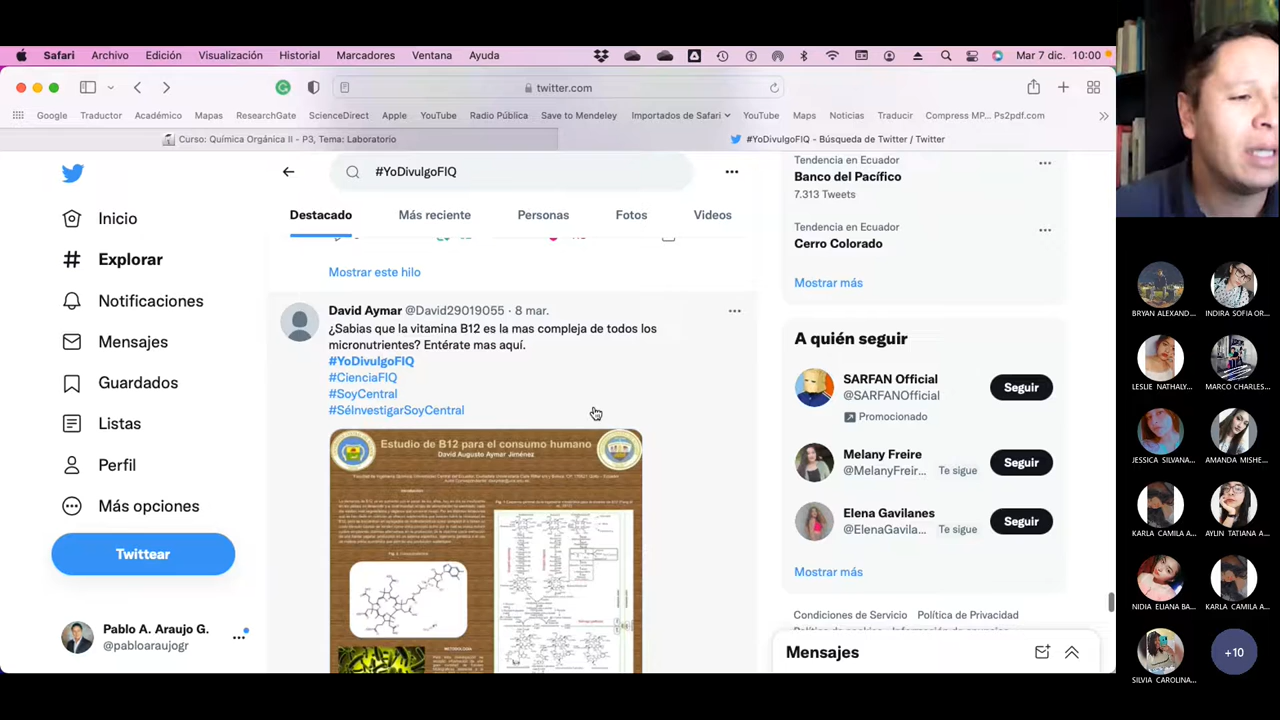 Safari Archivo Edición Visualización Historial Marcadores Ventana Ayuda Mar 7 dic. 10:00
twitter.com
Google Traductor Académico Mapas ResearchGate ScienceDirect Apple YouTube Radio Pública Save to Mendeley Importados de Safari YouTube Maps Noticias Traducir Compress MP... Ps2pdf.com
Curso: Química Orgánica II - P3, Tema: Laboratorio
#YoDivulgoFIQ - Búsqueda de Twitter / Twitter
#YoDivulgoFIQ
Destacado Más reciente Personas Fotos Videos
Inicio
Explorar
Notificaciones
Mensajes
Guardados
Listas
Perfil
Más opciones
Twittear
Pablo A. Araujo G.
@pabloaraujogr
Mostrar este hilo
David Aymar @David29019055 · 8 mar.
¿Sabias que la vitamina B12 es la mas compleja de todos los
micronutrientes? Entérate mas aquí.
#YoDivulgoFIQ
#CienciaFIQ
#SoyCentral
#SéInvestigarSoyCentral
Estudio de B12 para el consumo humano
David Augusto Aymar Jiménez
Tendencia en Ecuador
Banco del Pacífico
7.313 Tweets
Tendencia en Ecuador
Cerro Colorado
Mostrar más
A quién seguir
SARFAN Official
@SARFANOfficial
Promocionado
Seguir
Melany Freire
@MelanyFreir... Te sigue
Seguir
Elena Gavilanes
@ElenaGavila... Te sigue
Seguir
Mostrar más
Condiciones de Servicio Política de Privacidad
Mensajes
BRYAN ALEXAND...
INDIRA SOFIA OR...
LESLIE NATHALY...
MARCO CHARLES...
JESSICA SILVANA...
AMANDA MISHE...
KARLA CAMILA A...
AYLIN TATIANA A...
NIDIA ELIANA BA...
KARLA CAMILA A...
SILVIA CAROLINA...
+10